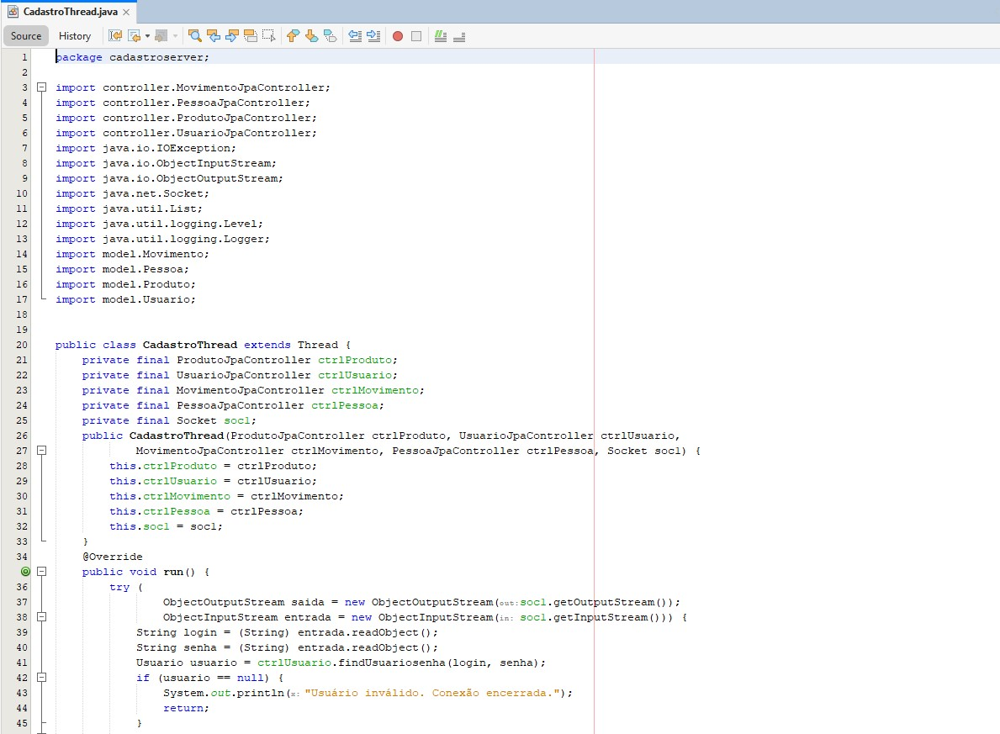 CadastroThread.java
Source History
1 package cadastroserver;
2
3 import controller.MovimentoJpaController;
4 import controller.PessoaJpaController;
5 import controller.ProdutoJpaController;
6 import controller.UsuarioJpaController;
7 import java.io.IOException;
8 import java.io.ObjectInputStream;
9 import java.io.ObjectOutputStream;
10 import java.net.Socket;
11 import java.util.List;
12 import java.util.logging.Level;
13 import java.util.logging.Logger;
14 import model.Movimento;
15 import model.Pessoa;
16 import model.Produto;
17 import model.Usuario;
18
19
20 public class CadastroThread extends Thread {
21 private final ProdutoJpaController ctrlProduto;
22 private final UsuarioJpaController ctrlUsuario;
23 private final MovimentoJpaController ctrlMovimento;
24 private final PessoaJpaController ctrlPessoa;
25 private final Socket socl;
26 public CadastroThread(ProdutoJpaController ctrlProduto, UsuarioJpaController ctrlUsuario,
27 MovimentoJpaController ctrlMovimento, PessoaJpaController ctrlPessoa, Socket socl) {
28 this.ctrlProduto = ctrlProduto;
29 this.ctrlUsuario = ctrlUsuario;
30 this.ctrlMovimento = ctrlMovimento;
31 this.ctrlPessoa = ctrlPessoa;
32 this.socl = socl;
33 }
34 @Override
public void run() {
36 try (
37 ObjectOutputStream saida = new ObjectOutputStream(out:socl.getOutputStream());
38 ObjectInputStream entrada = new ObjectInputStream(in: socl.getInputStream())) {
39 String login = (String) entrada.readObject();
40 String senha = (String) entrada.readObject();
41 Usuario usuario = ctrlUsuario.findUsuariosenha(login, senha);
42 if (usuario == null) {
43 System.out.println(x: "Usuário inválido. Conexão encerrada.");
44 return;
45 }